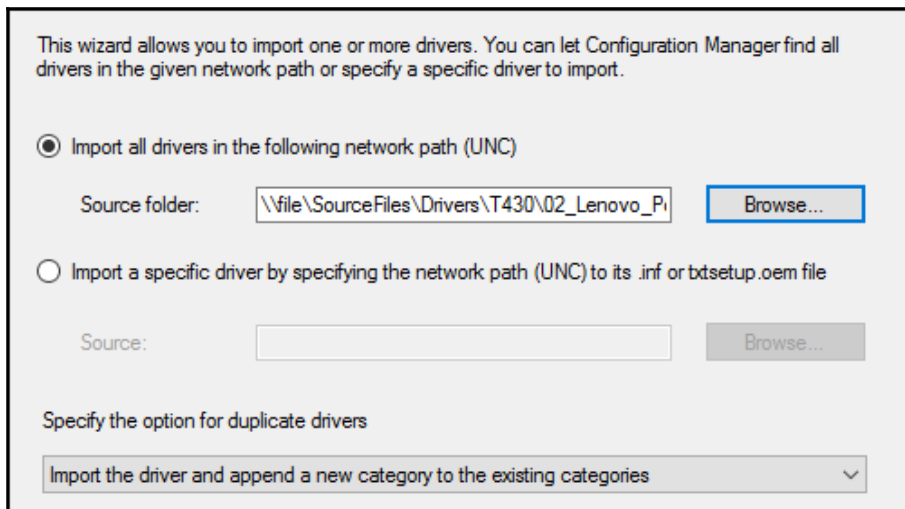 This wizard allows you to import one or more drivers. You can let Configuration Manager find all
drivers in the given network path or specify a specific driver to import.
Import all drivers in the following network path (UNC)
Source folder: \\file\SourceFiles\Drivers\T430\02_Lenovo_P Browse...
Import a specific driver by specifying the network path (UNC) to its .inf or txtsetup.oem file
Source: Browse...
Specify the option for duplicate drivers
Import the driver and append a new category to the existing categories